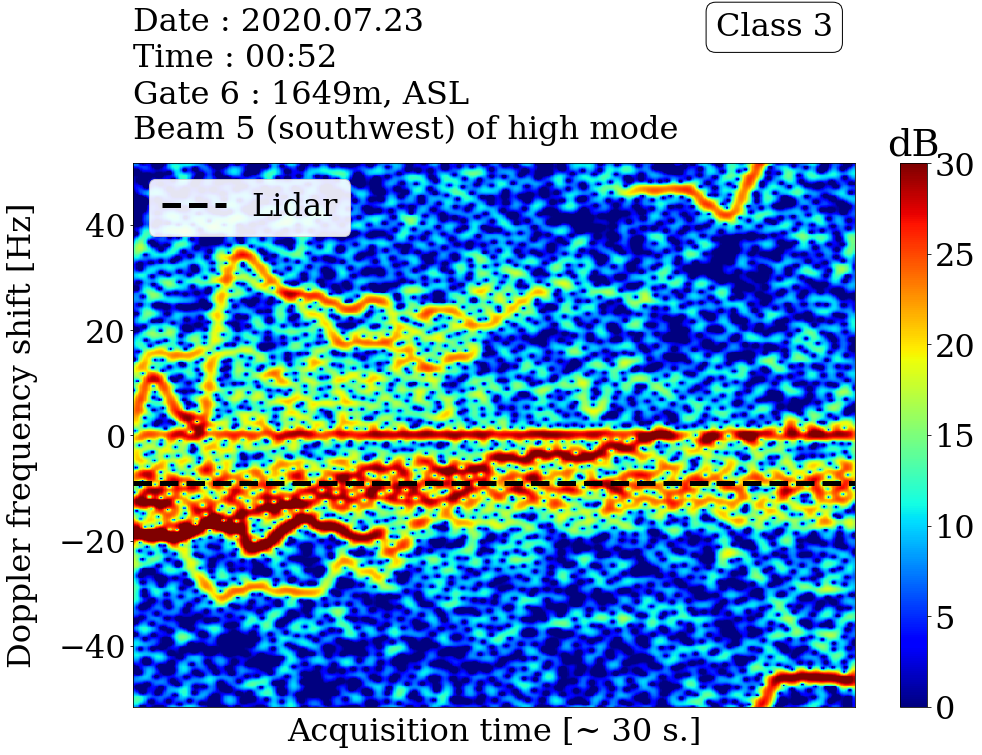 Date : 2020.07.23
Time : 00:52
Gate 6 : 1649m, ASL
Beam 5 (southwest) of high mode
Class 3
dB
Lidar
Doppler frequency shift [Hz]
40
20
0
−20
−40
30
25
20
15
10
5
0
Acquisition time [~ 30 s.]